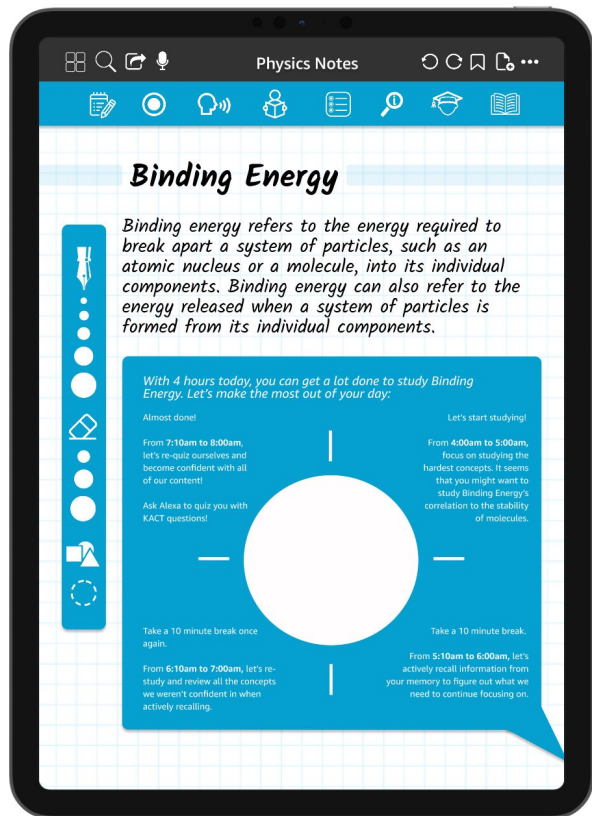 Physics Notes
Binding Energy
Binding energy refers to the energy required to
break apart a system of particles, such as an
atomic nucleus or a molecule, into its individual
components. Binding energy can also refer to the
energy released when a system of particles is
formed from its individual components.
With 4 hours today, you can get a lot done to study Binding
Energy. Let's make the most out of your day:
Almost done!
From 7:10am to 8:00am,
let's re-quiz ourselves and
become confident with all
of our content!
Ask Alexa to quiz you with
KACT questions!
Let's start studying!
From 4:00am to 5:00am,
focus on studying the
hardest concepts. It seems
that you might want to
study Binding Energy's
correlation to the stability
of molecules.
Take a 10 minute break once
again.
From 6:10am to 7:00am, let's re-
study and review all the concepts
we weren't confident in when
actively recalling.
Take a 10 minute break.
From 5:10am to 6:00am, let's
actively recall information from
your memory to figure out what we
need to continue focusing on.